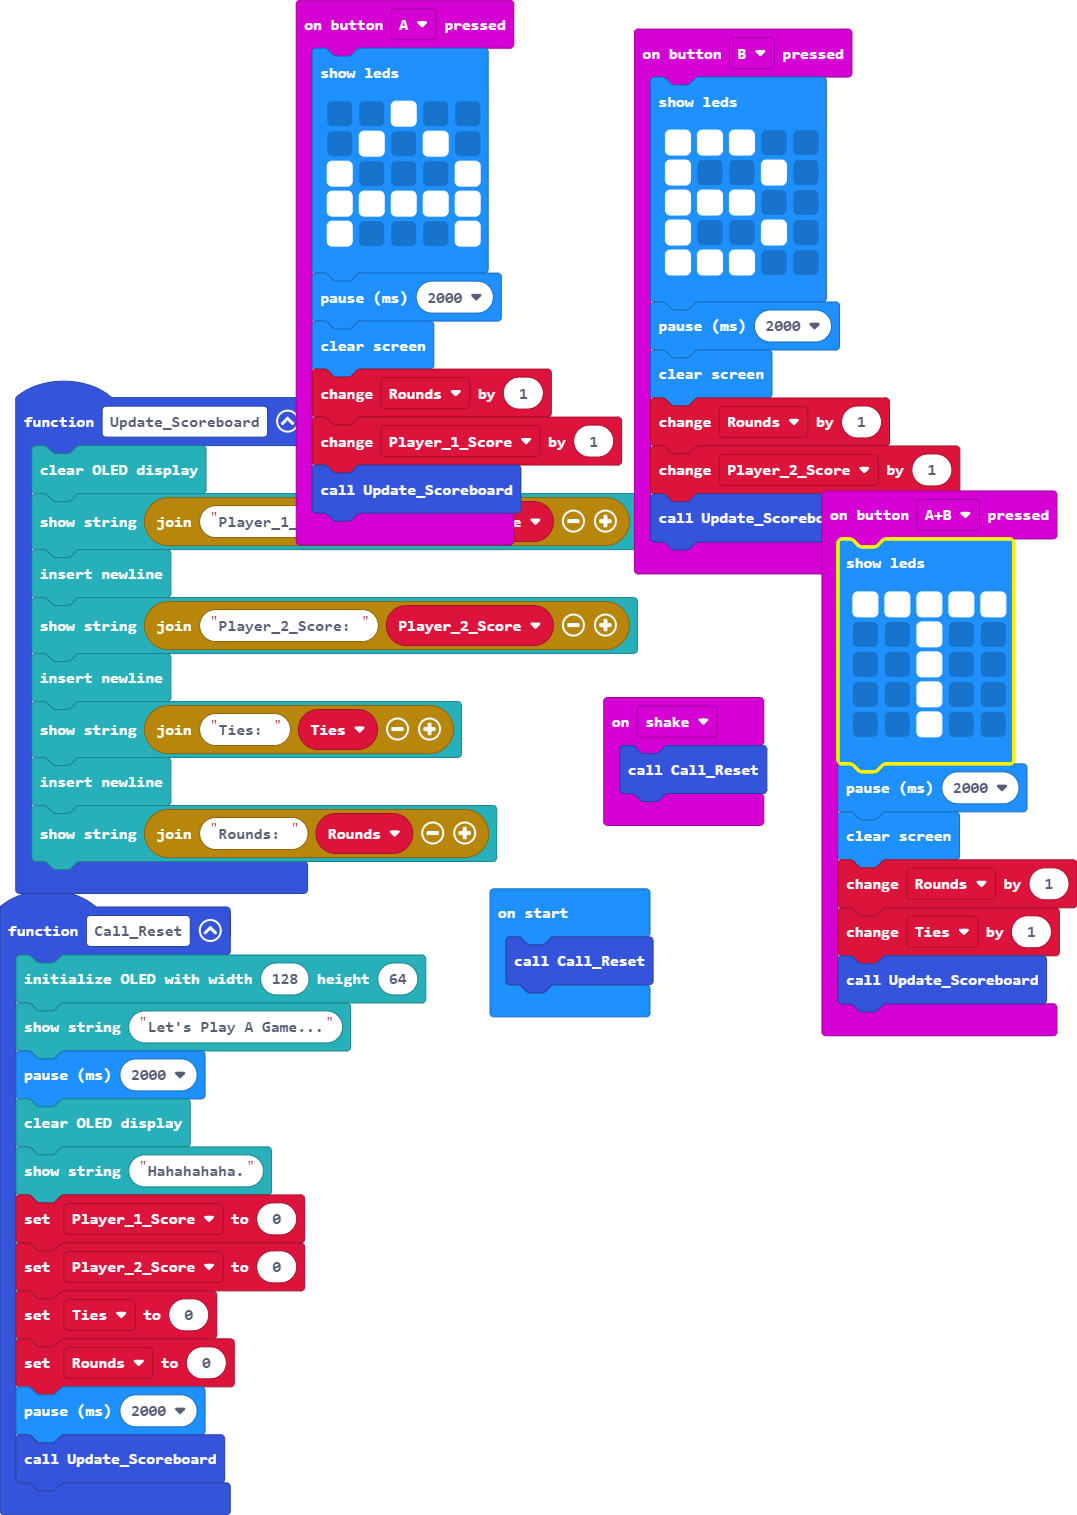 on button A pressed
show leds
pause (ms) 2000
clear screen
change Rounds by 1
change Player_1_Score by 1
call Update_Scoreboard
on button B pressed
show leds
pause (ms) 2000
clear screen
change Rounds by 1
change Player_2_Score by 1
call Update_Scorebo
function Update_Scoreboard
clear OLED display
show string join "Player_1_ e
insert newline
show string join "Player_2_Score: " Player_2_Score
insert newline
show string join "Ties: " Ties
insert newline
show string join "Rounds: " Rounds
on button A+B pressed
show leds
pause (ms) 2000
clear screen
change Rounds by 1
change Ties by 1
call Update_Scoreboard
on shake
call Call_Reset
on start
call Call_Reset
function Call_Reset
initialize OLED with width 128 height 64
show string "Let's Play A Game..."
pause (ms) 2000
clear OLED display
show string "Hahahahaha."
set Player_1_Score to 0
set Player_2_Score to 0
set Ties to 0
set Rounds to 0
pause (ms) 2000
call Update_Scoreboard